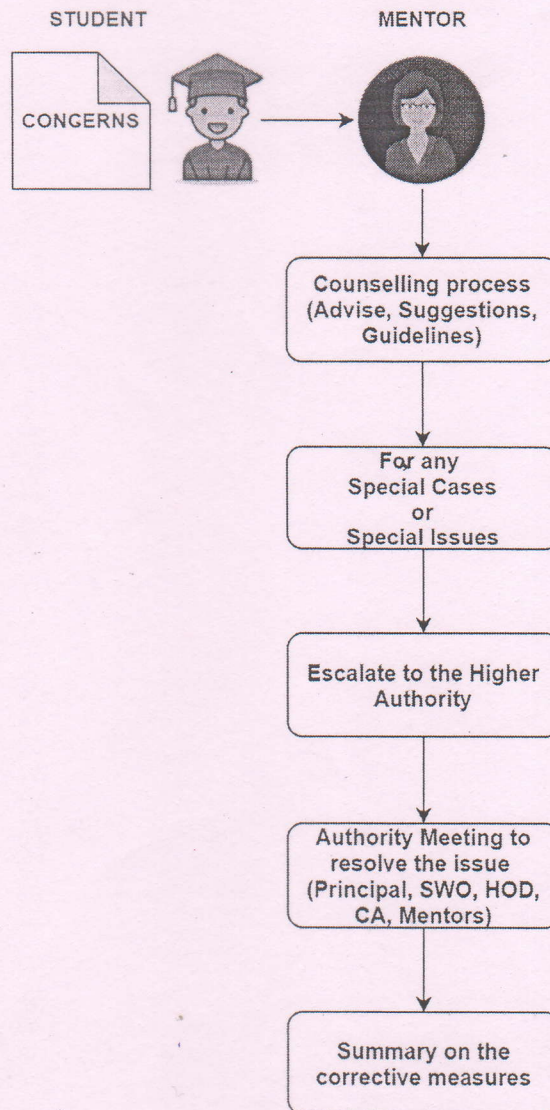 STUDENT
MENTOR
CONCERNS
Counselling process
(Advise, Suggestions,
Guidelines)
For any
Special Cases
or
Special Issues
Escalate to the Higher
Authority
Authority Meeting to
resolve the issue
(Principal, SWO, HOD,
CA, Mentors)
Summary on the
corrective measures